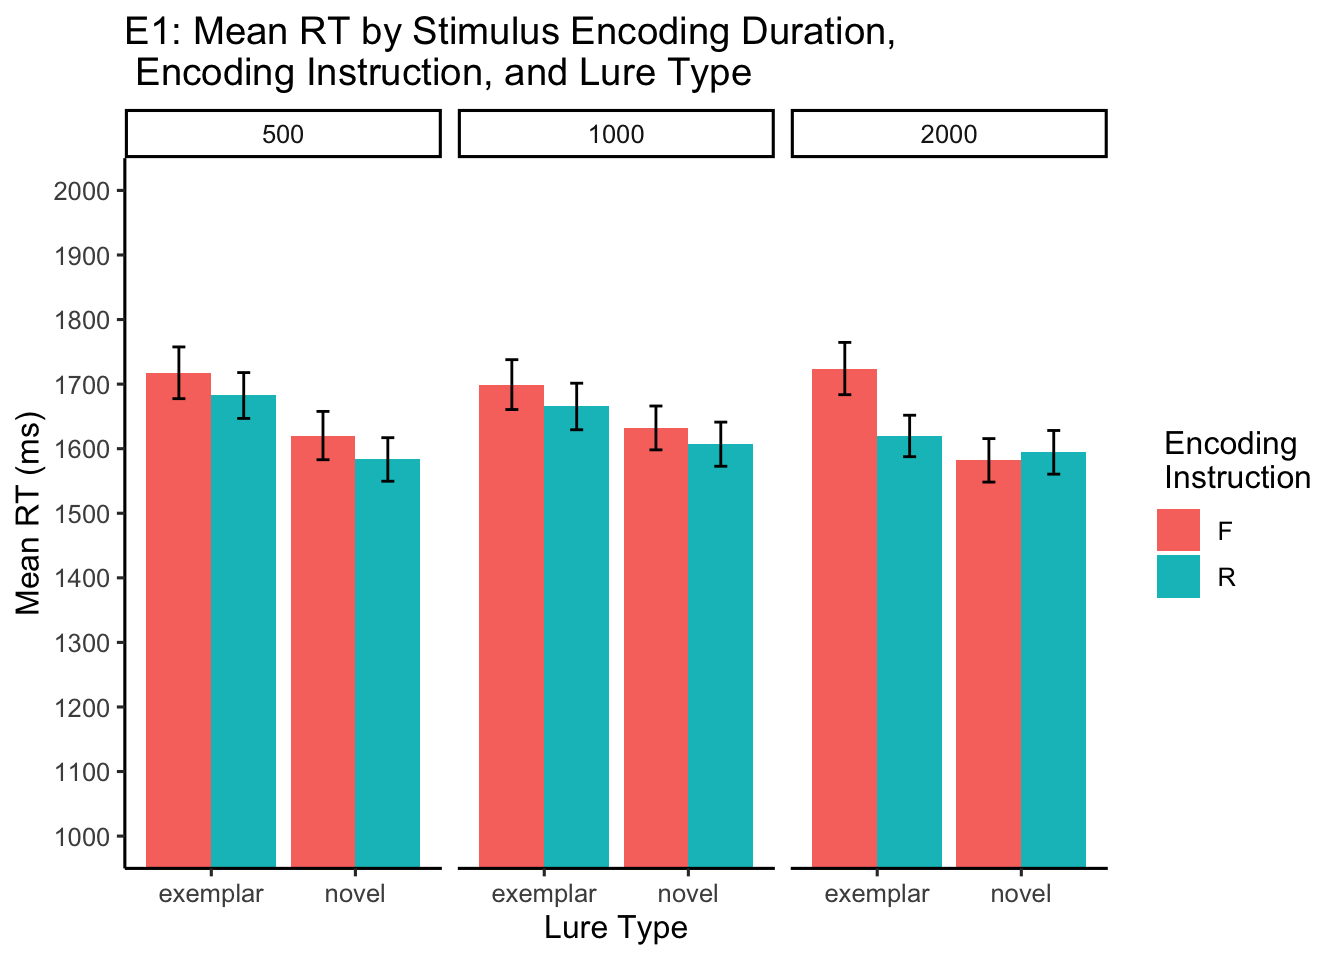 E1: Mean RT by Stimulus Encoding Duration,
Encoding Instruction, and Lure Type
500
1000
2000
2000
1900
1800
1700
1600
1500
1400
1300
1200
1100
1000
Mean RT (ms)
exemplar
novel
exemplar
novel
exemplar
novel
Lure Type
Encoding
Instruction
F
R